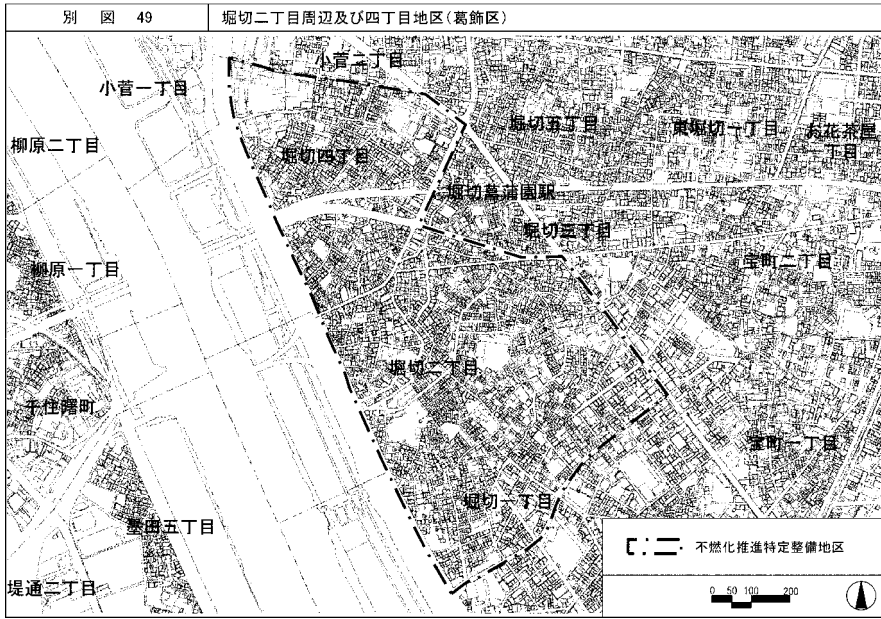 別図 49
堀切二丁目周辺及び四丁目地区(葛飾区)
小菅二丁目
小菅一丁目
堀切五丁目
東堀切一丁目
お花茶屋
丁目
柳原二丁目
堀切四丁目
堀切菖蒲園駅
堀切三丁目
宝町二丁目
柳原一丁目
堀切二丁目
千住曙町
宝町一丁目
堀切一丁目
墨田五丁目
不燃化推進特定整備地区
堤通二丁目
0 50 100 200